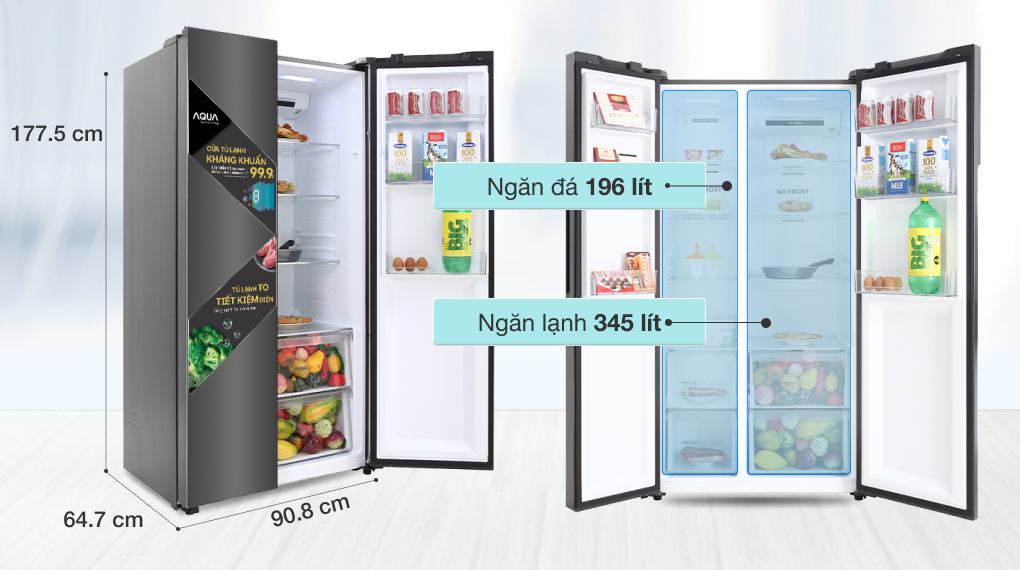 177.5 cm
64.7 cm
90.8 cm
AQUA
CỬA TỦ LẠNH
KHÁNG KHUẨN
99.9
TỦ LẠNH TO
TIẾT KIỆM ĐIỆN
BIG
Ngăn đá 196 lít
Ngăn lạnh 345 lít
NO FROST
MILK
BIG